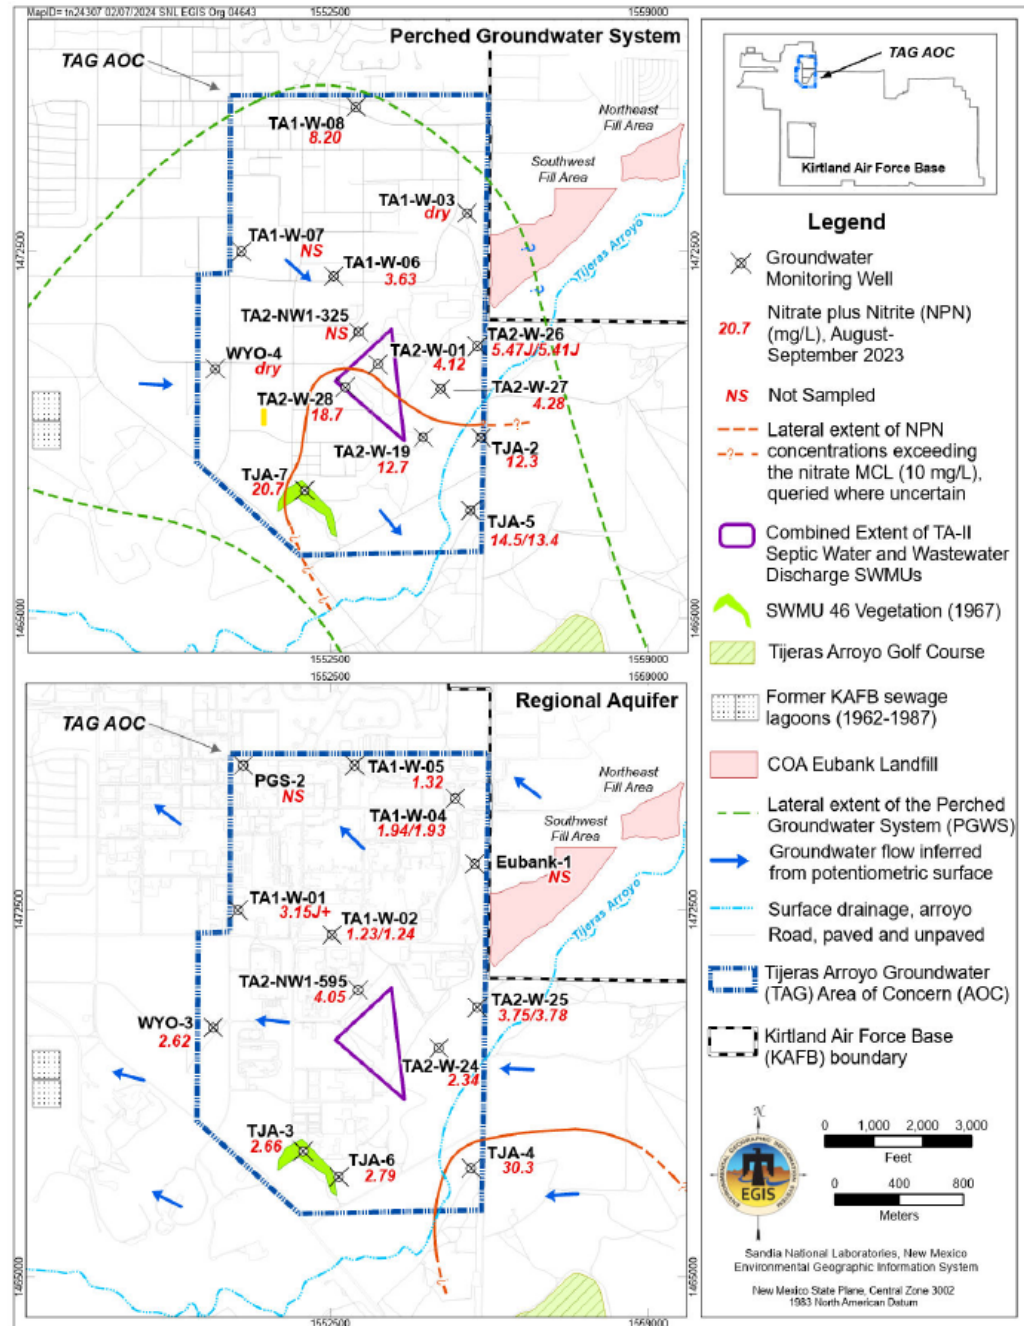 MapID= tn24307 02/07/2024 SNL EGIS Org 04643
1552500
1559000
Perched Groundwater System
TAG AOC
TA1-W-08
8.20
Northeast
Fill Area
Southwest
Fill Area
TA1-W-03
dry
Tijeras Arroyo
1472500
TA1-W-07
NS
TA1-W-06
3.63
?
?
TA2-NW1-325
NS
TA2-W-26
5.47J/5.41J
WYO-4
dry
TA2-W-01
4.12
TA2-W-27
4.28
TA2-W-28
18.7
?
TA2-W-19
12.7
TJA-2
12.3
TJA-7
20.7
TJA-5
14.5/13.4
?
?
1465000
1552500
1559000
1552500
1559000
Regional Aquifer
TAG AOC
PGS-2
NS
TA1-W-05
1.32
TA1-W-04
1.94/1.93
Northeast
Fill Area
Southwest
Fill Area
Eubank-1
NS
Tijeras Arroyo
1472500
TA1-W-01
3.15J+
TA1-W-02
1.23/1.24
TA2-NW1-595
4.05
TA2-W-25
3.75/3.78
WYO-3
2.62
TA2-W-24
2.34
TJA-3
2.66
TJA-6
2.79
TJA-4
30.3
?
?
1465000
1552500
1559000
TAG AOC
Kirtland Air Force Base
Legend
Groundwater
Monitoring Well
20.7
Nitrate plus Nitrite (NPN)
(mg/L), August-
September 2023
NS
Not Sampled
Lateral extent of NPN
-?-
concentrations exceeding
the nitrate MCL (10 mg/L),
queried where uncertain
Combined Extent of TA-II
Septic Water and Wastewater
Discharge SWMUs
SWMU 46 Vegetation (1967)
Tijeras Arroyo Golf Course
Former KAFB sewage
lagoons (1962-1987)
COA Eubank Landfill
Lateral extent of the Perched
Groundwater System (PGWS)
Groundwater flow inferred
from potentiometric surface
Surface drainage, arroyo
Road, paved and unpaved
Tijeras Arroyo Groundwater
(TAG) Area of Concern (AOC)
Kirtland Air Force Base
(KAFB) boundary
N
ENVIRONMENTAL GEOGRAPHIC INFORMATION SYSTEM
EGIS
0 1,000 2,000 3,000
Feet
0 400 800
Meters
Sandia National Laboratories, New Mexico
Environmental Geographic Information System
New Mexico State Plane, Central Zone 3002
1983 North American Datum